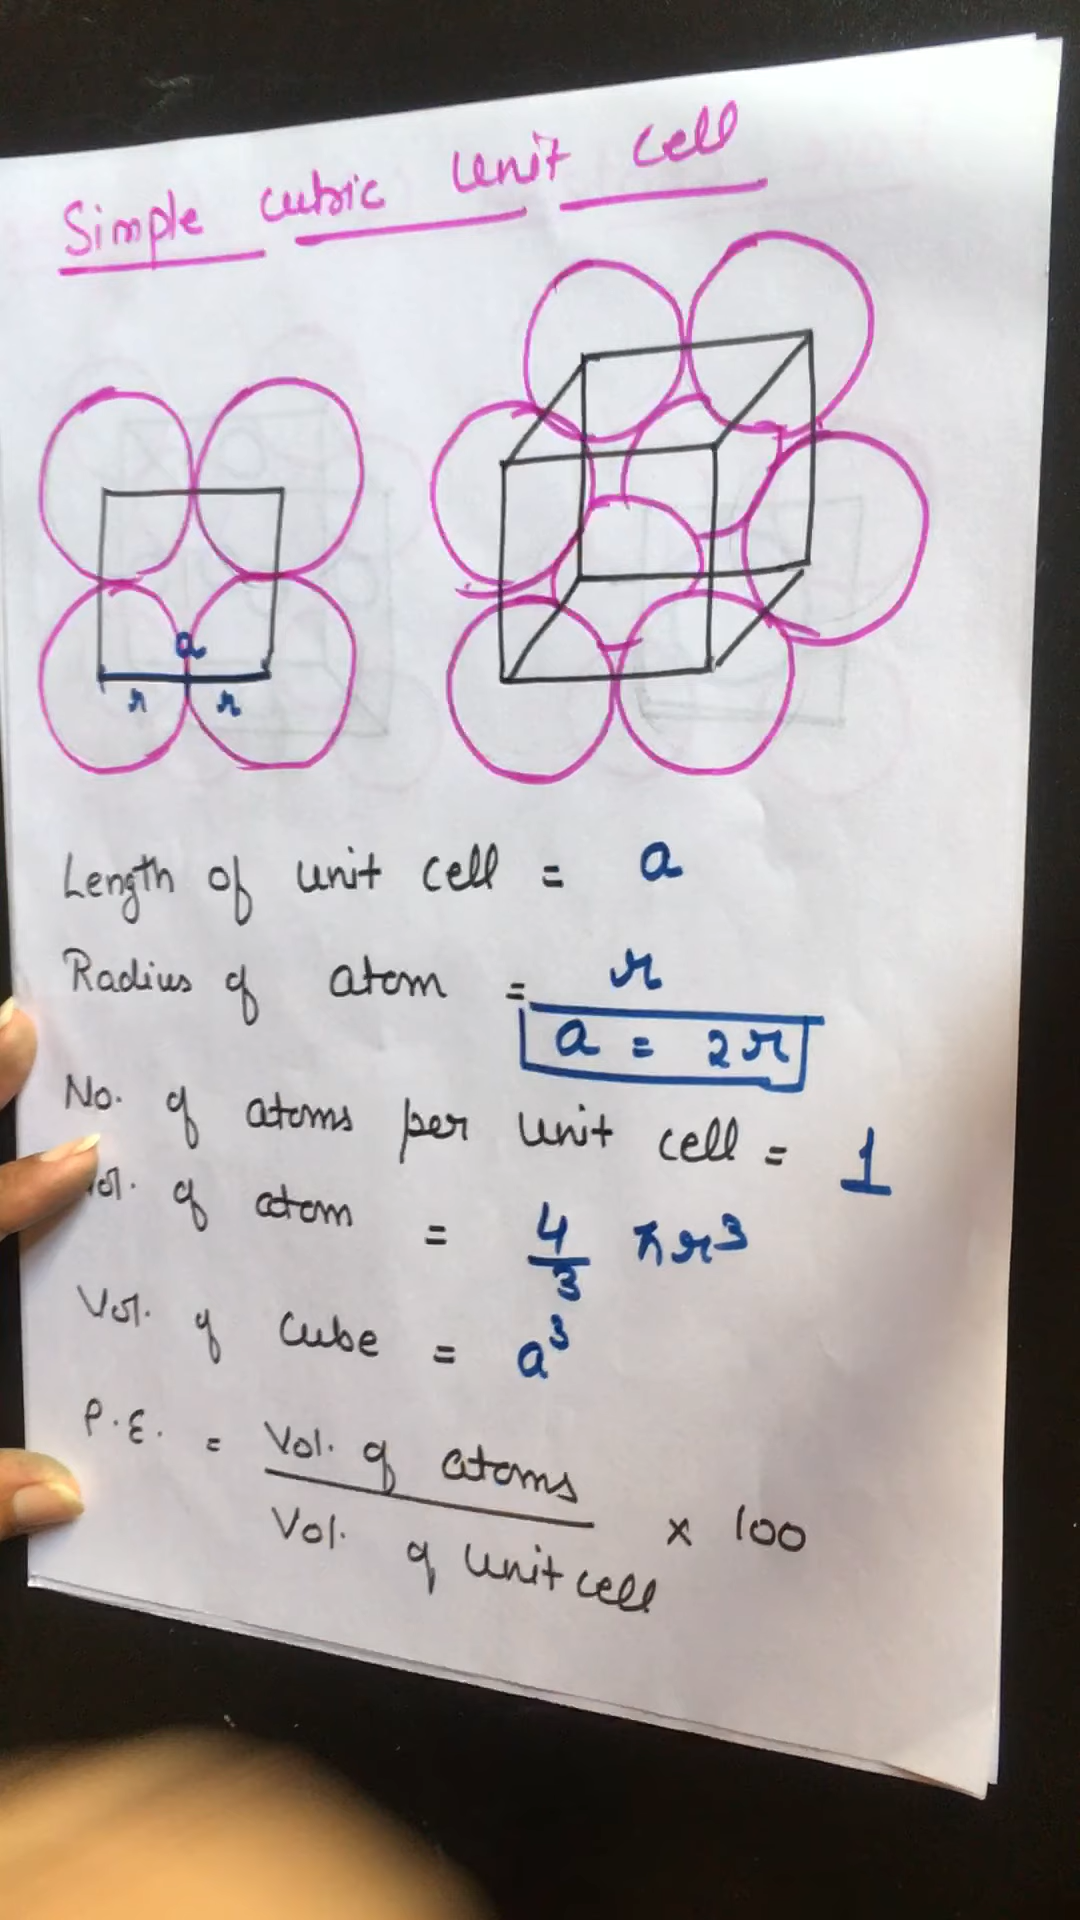 Simple cubic unit cell
a
r r
Length of unit cell = a
Radius of atom = r
a = 2r
No. of atoms per unit cell = 1
Vol. of atom = 4/3 πr³
Vol. of Cube = a³
P.E. = Vol. of atoms / Vol. of unit cell x 100